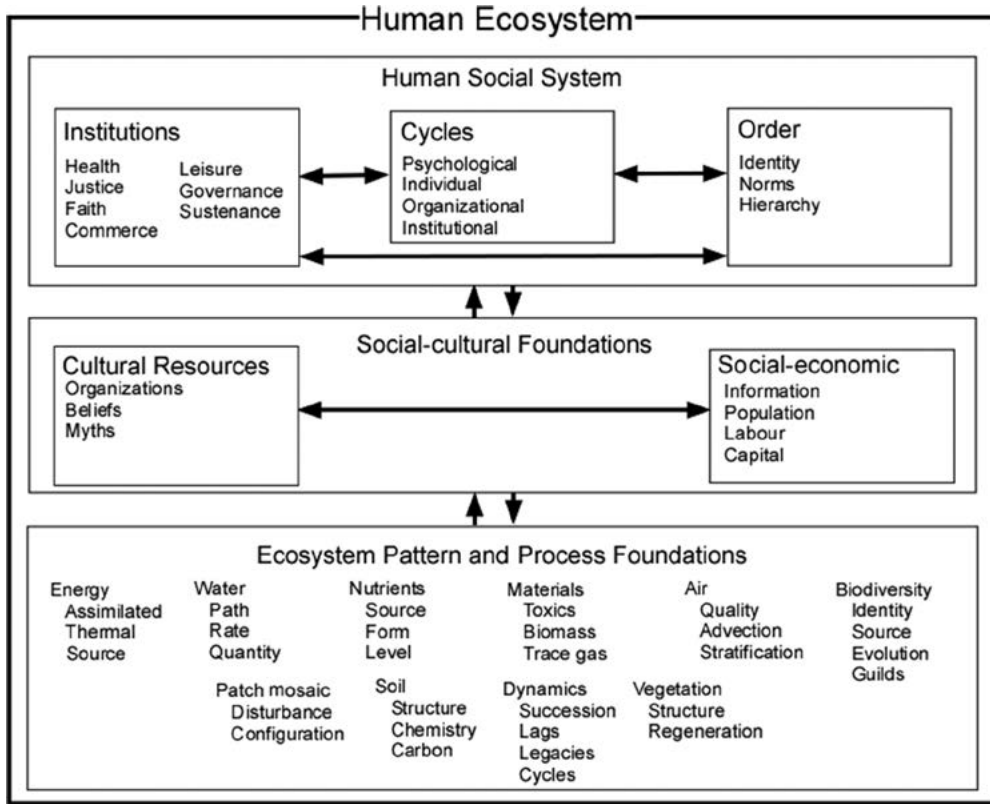 Human Ecosystem
Human Social System
Institutions
Health
Justice
Faith
Commerce
Leisure
Governance
Sustenance
Cycles
Psychological
Individual
Organizational
Institutional
Order
Identity
Norms
Hierarchy
Social-cultural Foundations
Cultural Resources
Organizations
Beliefs
Myths
Social-economic
Information
Population
Labour
Capital
Ecosystem Pattern and Process Foundations
Energy
Assimilated
Thermal
Source
Water
Path
Rate
Quantity
Nutrients
Source
Form
Level
Materials
Toxics
Biomass
Trace gas
Air
Quality
Advection
Stratification
Biodiversity
Identity
Source
Evolution
Guilds
Patch mosaic
Disturbance
Configuration
Soil
Structure
Chemistry
Carbon
Dynamics
Succession
Lags
Legacies
Cycles
Vegetation
Structure
Regeneration